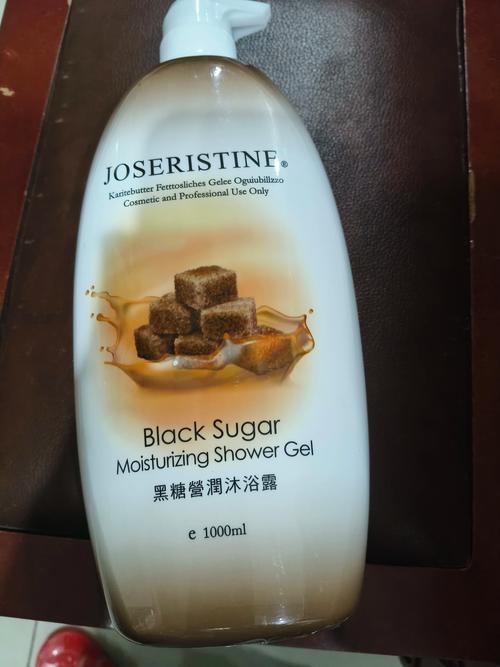 JOSERISTINE®
Karitebutter Fetttosliches Gelee Oguiubillzzo
Cosmetic and Professional Use Only
Black Sugar
Moisturizing Shower Gel
黑糖營潤沐浴露
e 1000ml